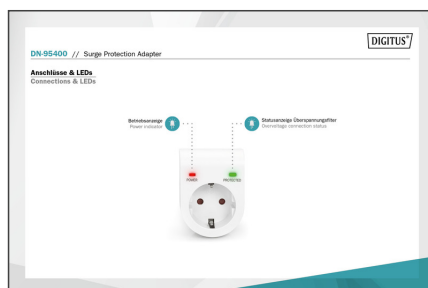 DIGITUS®
DN-95400 // Surge Protection Adapter
Anschlüsse & LEDs
Connections & LEDs
Betriebsanzeige
Power indicator
Statusanzeige Überspannungsfilter
Overvoltage connection status
POWER
PROTECTED